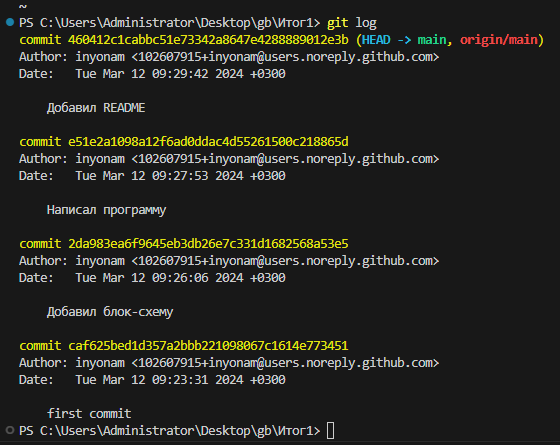 ~
PS C:\Users\Administrator\Desktop\gb\Итог1> git log
commit 460412c1cabbc51e73342a8647e4288889012e3b (HEAD -> main, origin/main)
Author: inyonam <102607915+inyonam@users.noreply.github.com>
Date:   Tue Mar 12 09:29:42 2024 +0300

    Добавил README

commit e51e2a1098a12f6ad0ddac4d55261500c218865d
Author: inyonam <102607915+inyonam@users.noreply.github.com>
Date:   Tue Mar 12 09:27:53 2024 +0300

    Написал программу

commit 2da983ea6f9645eb3db26e7c331d1682568a53e5
Author: inyonam <102607915+inyonam@users.noreply.github.com>
Date:   Tue Mar 12 09:26:06 2024 +0300

    Добавил блок-схему

commit caf625bed1d357a2bbb221098067c1614e773451
Author: inyonam <102607915+inyonam@users.noreply.github.com>
Date:   Tue Mar 12 09:23:31 2024 +0300

    first commit
PS C:\Users\Administrator\Desktop\gb\Итог1>